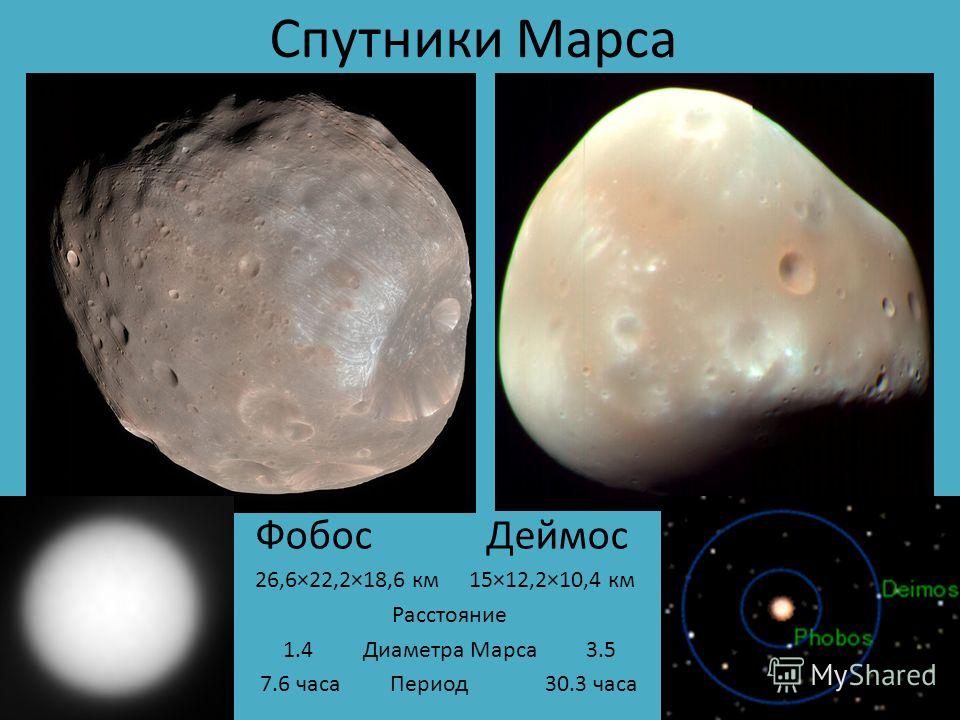 Спутники Марса
Фобос Деймос
26,6×22,2×18,6 км 15×12,2×10,4 км
Расстояние
1.4 Диаметра Марса 3.5
7.6 часа Период 30.3 часа
Deimos
Phobos
MyShared